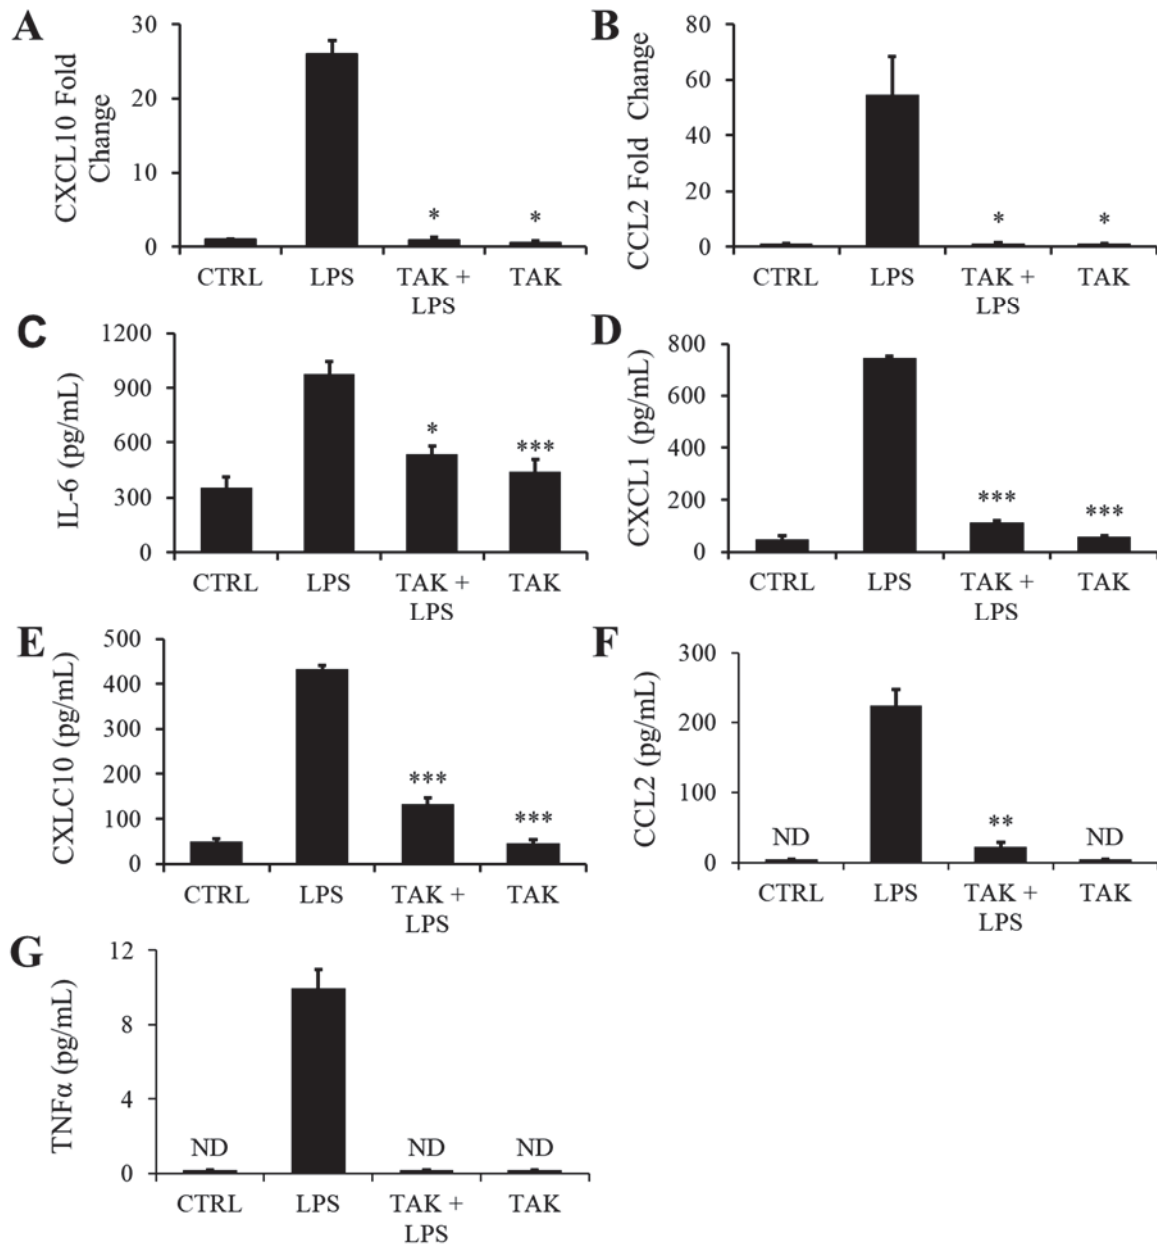 A
CXCL10 Fold
Change
30
20
10
0
*
*
CTRL
LPS
TAK +
LPS
TAK
B
CCL2 Fold Change
80
60
40
20
0
*
*
CTRL
LPS
TAK +
LPS
TAK
C
IL-6 (pg/mL)
1200
900
600
300
0
*
***
CTRL
LPS
TAK +
LPS
TAK
D
CXCL1 (pg/mL)
800
600
400
200
0
***
***
CTRL
LPS
TAK +
LPS
TAK
E
CXLC10 (pg/mL)
500
400
300
200
100
0
***
***
CTRL
LPS
TAK +
LPS
TAK
F
CCL2 (pg/mL)
300
200
100
0
ND
**
ND
CTRL
LPS
TAK +
LPS
TAK
G
TNFα (pg/mL)
12
8
4
0
ND
ND
ND
CTRL
LPS
TAK +
LPS
TAK